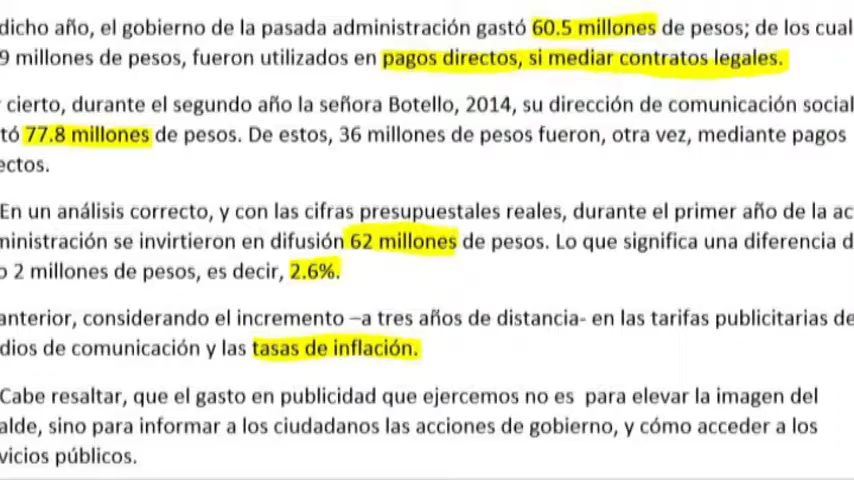 dicho año, el gobierno de la pasada administración gastó 60.5 millones de pesos; de los cual
9 millones de pesos, fueron utilizados en pagos directos, si mediar contratos legales.
cierto, durante el segundo año la señora Botello, 2014, su dirección de comunicación social
tó 77.8 millones de pesos. De estos, 36 millones de pesos fueron, otra vez, mediante pagos
ectos.
En un análisis correcto, y con las cifras presupuestales reales, durante el primer año de la ac
ministración se invirtieron en difusión 62 millones de pesos. Lo que significa una diferencia d
o 2 millones de pesos, es decir, 2.6%.
anterior, considerando el incremento –a tres años de distancia- en las tarifas publicitarias de
dios de comunicación y las tasas de inflación.
Cabe resaltar, que el gasto en publicidad que ejercemos no es para elevar la imagen del
alde, sino para informar a los ciudadanos las acciones de gobierno, y cómo acceder a los
vicios públicos.